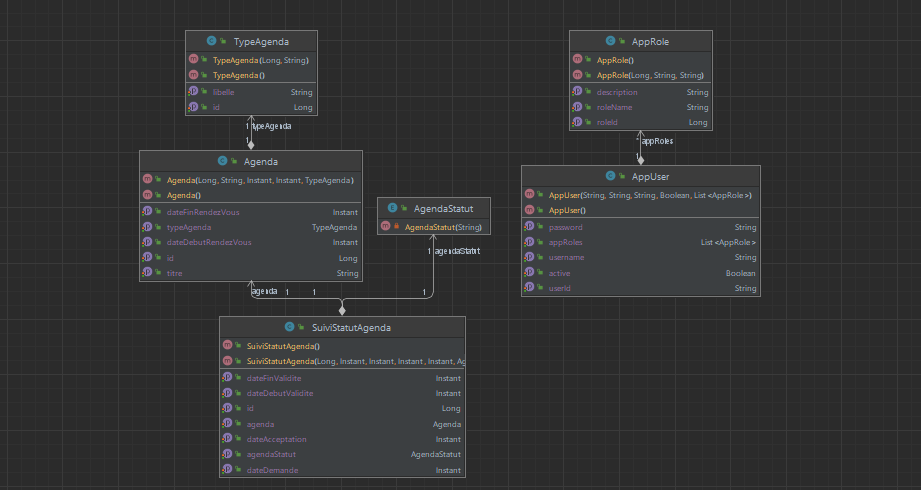 TypeAgenda
TypeAgenda(Long, String)
TypeAgenda()
libelle String
id Long
1 typeAgenda
1
Agenda
Agenda(Long, String, Instant, Instant, TypeAgenda)
Agenda()
dateFinRendezVous Instant
typeAgenda TypeAgenda
dateDebutRendezVous Instant
id Long
titre String
AgendaStatut
AgendaStatut(String)
1 agendaStatut
agenda 1 1 1
SuiviStatutAgenda
SuiviStatutAgenda()
SuiviStatutAgenda(Long, Instant, Instant, Instant, Instant, Ag
dateFinValidite Instant
dateDebutValidite Instant
id Long
agenda Agenda
dateAcceptation Instant
agendaStatut AgendaStatut
dateDemande Instant
AppRole
AppRole()
AppRole(Long, String, String)
description String
roleName String
roleid Long
* appRoles
1
AppUser
AppUser(String, String, String, Boolean, List<AppRole>)
AppUser()
password String
appRoles List<AppRole>
username String
active Boolean
userId String